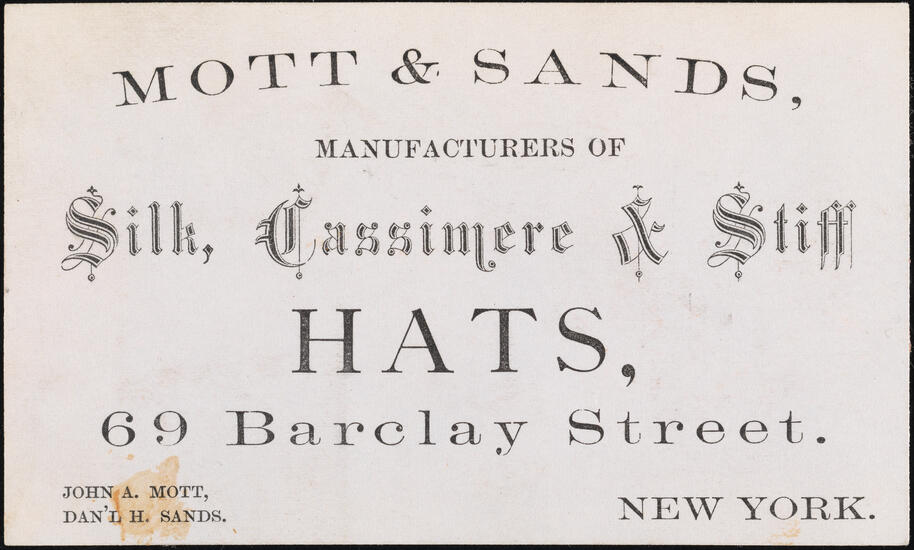 MOTT & SANDS,
MANUFACTURERS OF
Silk, Cassimere & Stiff
HATS,
69 Barclay Street.
JOHN A. MOTT,
DAN'L H. SANDS.
NEW YORK.